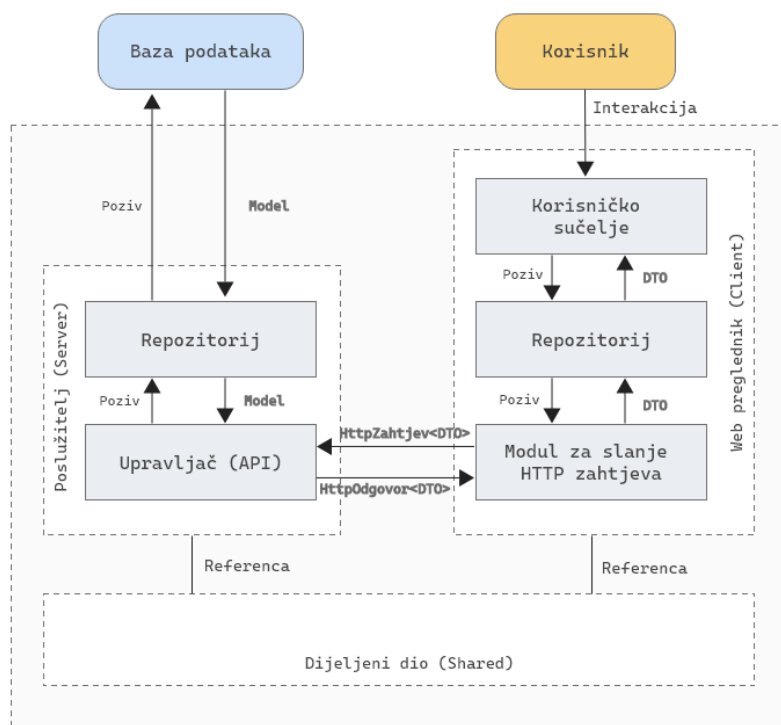 Baza podataka
Korisnik
Interakcija
Poziv
Model
Korisničko
sučelje
Poziv
DTO
Web preglednik (Client)
Poslužitelj (Server)
Repozitorij
Repozitorij
Poziv
Model
Poziv
DTO
HttpZahtjev<DTO>
Upravljač (API)
Modul za slanje
HTTP zahtjeva
HttpOdgovor<DTO>
Referenca
Referenca
Dijeljeni dio (Shared)